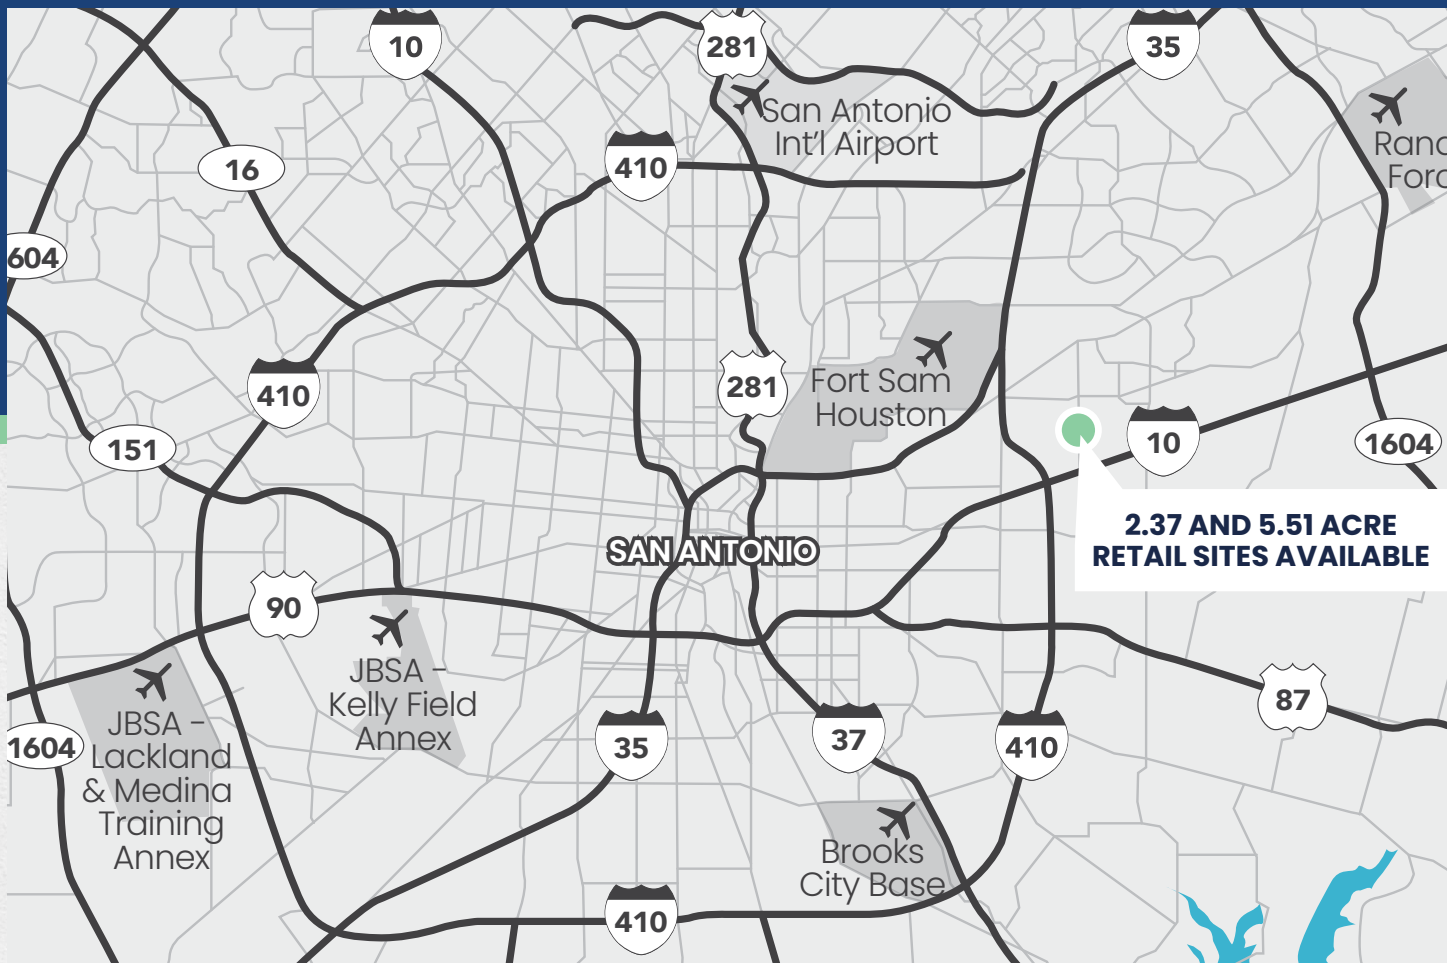 10
281
35
San Antonio
Int'l Airport
410
16
604
281
Fort Sam
Houston
410
151
10
1604
2.37 AND 5.51 ACRE
RETAIL SITES AVAILABLE
SAN ANTONIO
90
JBSA -
Kelly Field
Annex
JBSA -
Lackland
& Medina
Training
Annex
1604
35
37
410
87
Brooks
City Base
410